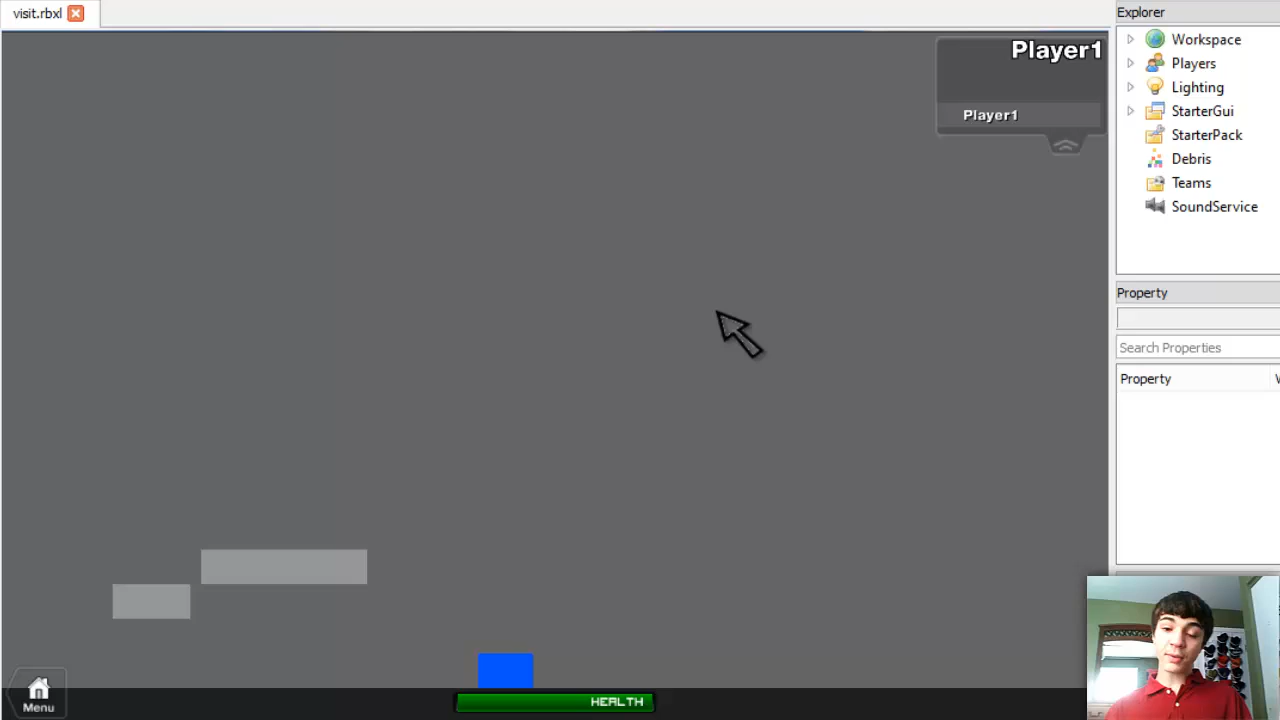 visit.rbxl
Explorer
Player1
Workspace
Players
Player1
Lighting
StarterGui
StarterPack
Debris
Teams
SoundService
Property
Search Properties
Property
HEALTH
Menu